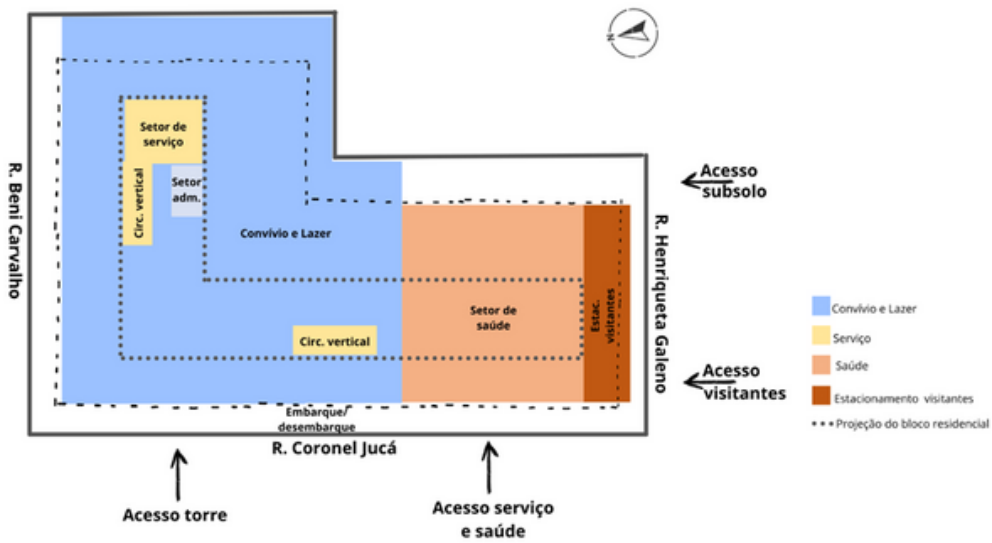 N
Setor de
serviço
Setor
adm.
Circ. vertical
Convívio e Lazer
R. Beni Carvalho
Acesso
subsolo
R. Henriqueta Galeno
Setor de
saúde
Estac.
visitantes
Circ. vertical
Acesso
visitantes
Embarque/
desembarque
R. Coronel Jucá
Acesso torre
Acesso serviço
e saúde
Convívio e Lazer
Serviço
Saúde
Estacionamento visitantes
Projeção do bloco residencial